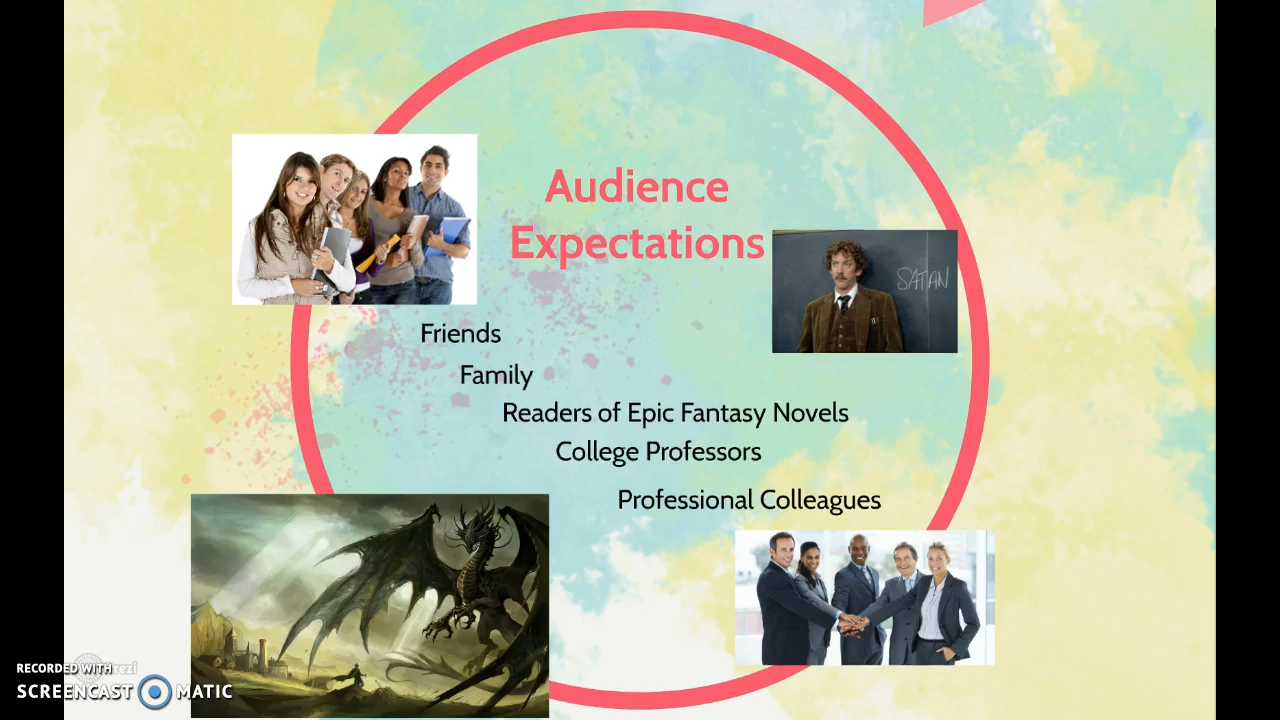 Audience
Expectations
SATAN
Friends
Family
Readers of Epic Fantasy Novels
College Professors
Professional Colleagues
RECORDED WITH
SCREENCAST MATIC